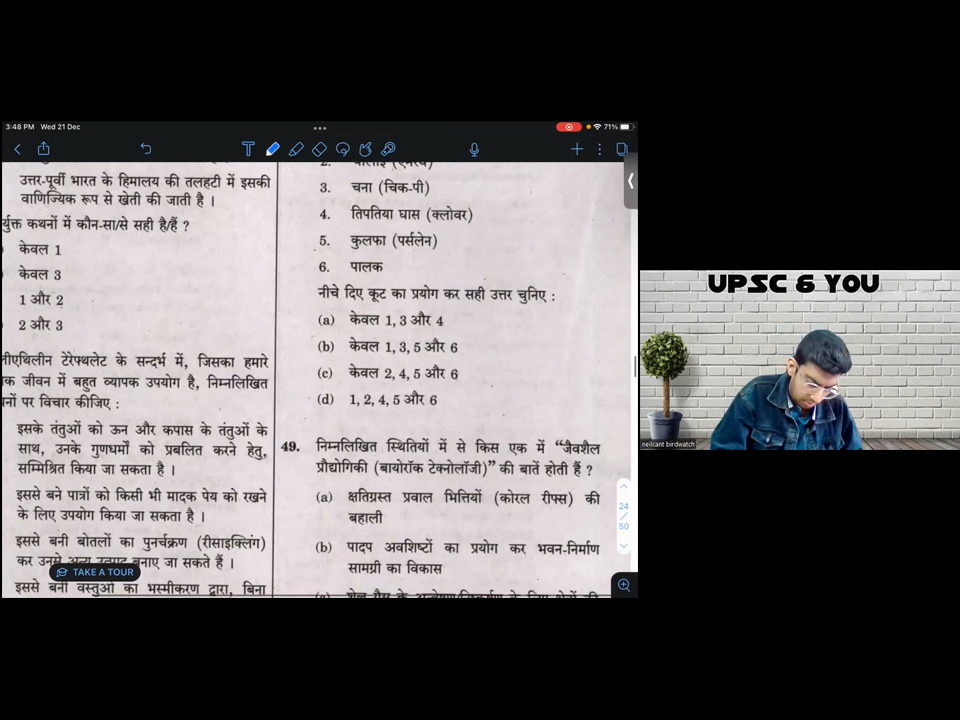 3:48 PM Wed 21 Dec
71%
T
उत्तर-पूर्वी भारत के हिमालय की तलहटी में इसकी
वाणिज्यिक रूप से खेती की जाती है ।
र्युक्त कथनों में कौन-सा/से सही है/हैं ?
केवल 1
केवल 3
1 और 2
2 और 3
लीएथिलीन टेरेफ्थलेट के सन्दर्भ में, जिसका हमारे
क जीवन में बहुत व्यापक उपयोग है, निम्नलिखित
नों पर विचार कीजिए :
इसके तंतुओं को ऊन और कपास के तंतुओं के
साथ, उनके गुणधर्मों को प्रबलित करने हेतु,
सम्मिश्रित किया जा सकता है ।
इससे बने पात्रों को किसी भी मादक पेय को रखने
के लिए उपयोग किया जा सकता है ।
इससे बनी बोतलों का पुनर्चक्रण (रीसाइक्लिंग)
कर उनसे अन्य उत्पाद बनाए जा सकते हैं ।
TAKE A TOUR
इससे बनी वस्तुओं का भस्मीकरण द्वारा, बिना
2.
3. चना (चिक-पी)
4. तिपतिया घास (क्लोवर)
5. कुलफा (पर्सलेन)
6. पालक
नीचे दिए कूट का प्रयोग कर सही उत्तर चुनिए :
(a) केवल 1, 3 और 4
(b) केवल 1, 3, 5 और 6
(c) केवल 2, 4, 5 और 6
(d) 1, 2, 4, 5 और 6
49. निम्नलिखित स्थितियों में से किस एक में “जैवशैल
प्रौद्योगिकी (बायोरॉक टेक्नोलॉजी)” की बातें होती हैं ?
(a) क्षतिग्रस्त प्रवाल भित्तियों (कोरल रीफ्स) की
बहाली
(b) पादप अवशिष्टों का प्रयोग कर भवन-निर्माण
सामग्री का विकास
24
/
50
UPSC & YOU
neilcant birdwatch